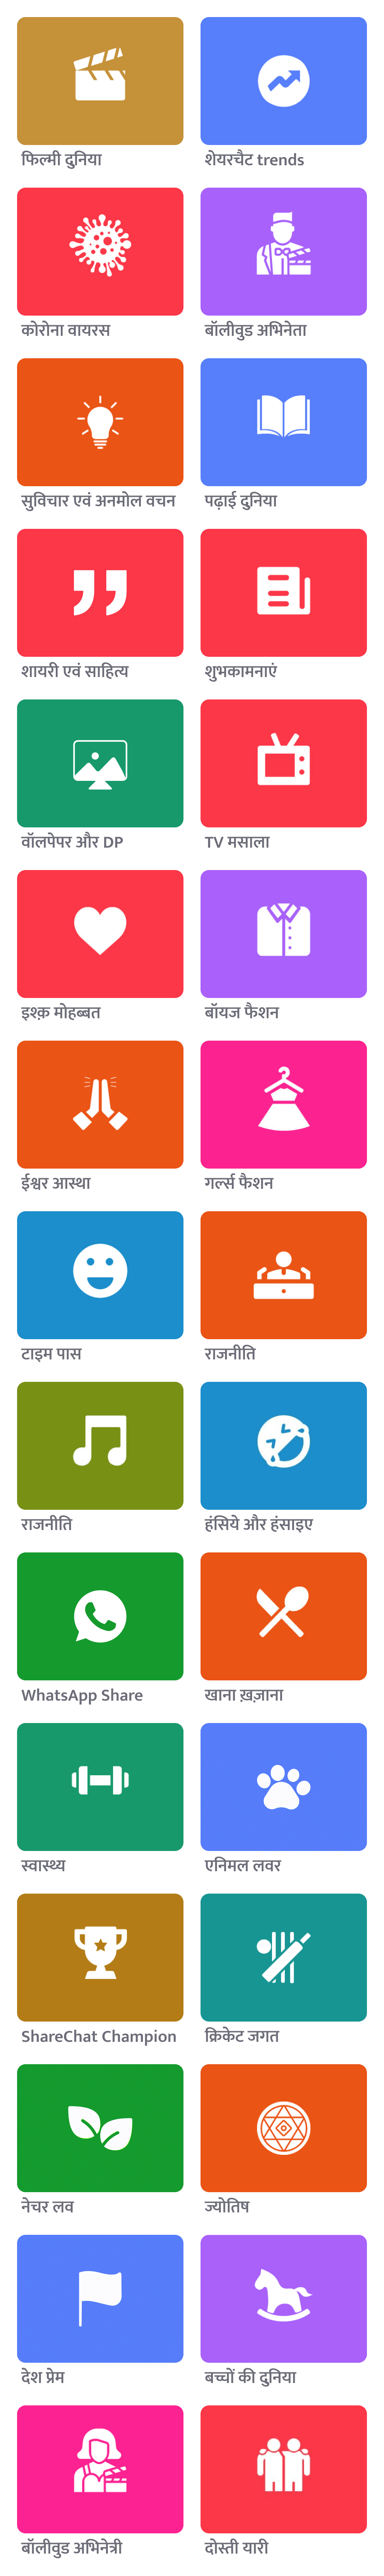 फिल्मी दुनिया
शेयरचैट trends
कोरोना वायरस
बॉलीवुड अभिनेता
सुविचार एवं अनमोल वचन
पढ़ाई दुनिया
शायरी एवं साहित्य
शुभकामनाएं
वॉलपेपर और DP
TV मसाला
इश्क़ मोहब्बत
बॉयज फैशन
ईश्वर आस्था
गर्ल्स फैशन
टाइम पास
राजनीति
राजनीति
हंसिये और हंसाइए
WhatsApp Share
खाना ख़ज़ाना
स्वास्थ्य
एनिमल लवर
ShareChat Champion
क्रिकेट जगत
नेचर लव
ज्योतिष
देश प्रेम
बच्चों की दुनिया
बॉलीवुड अभिनेत्री
दोस्ती यारी